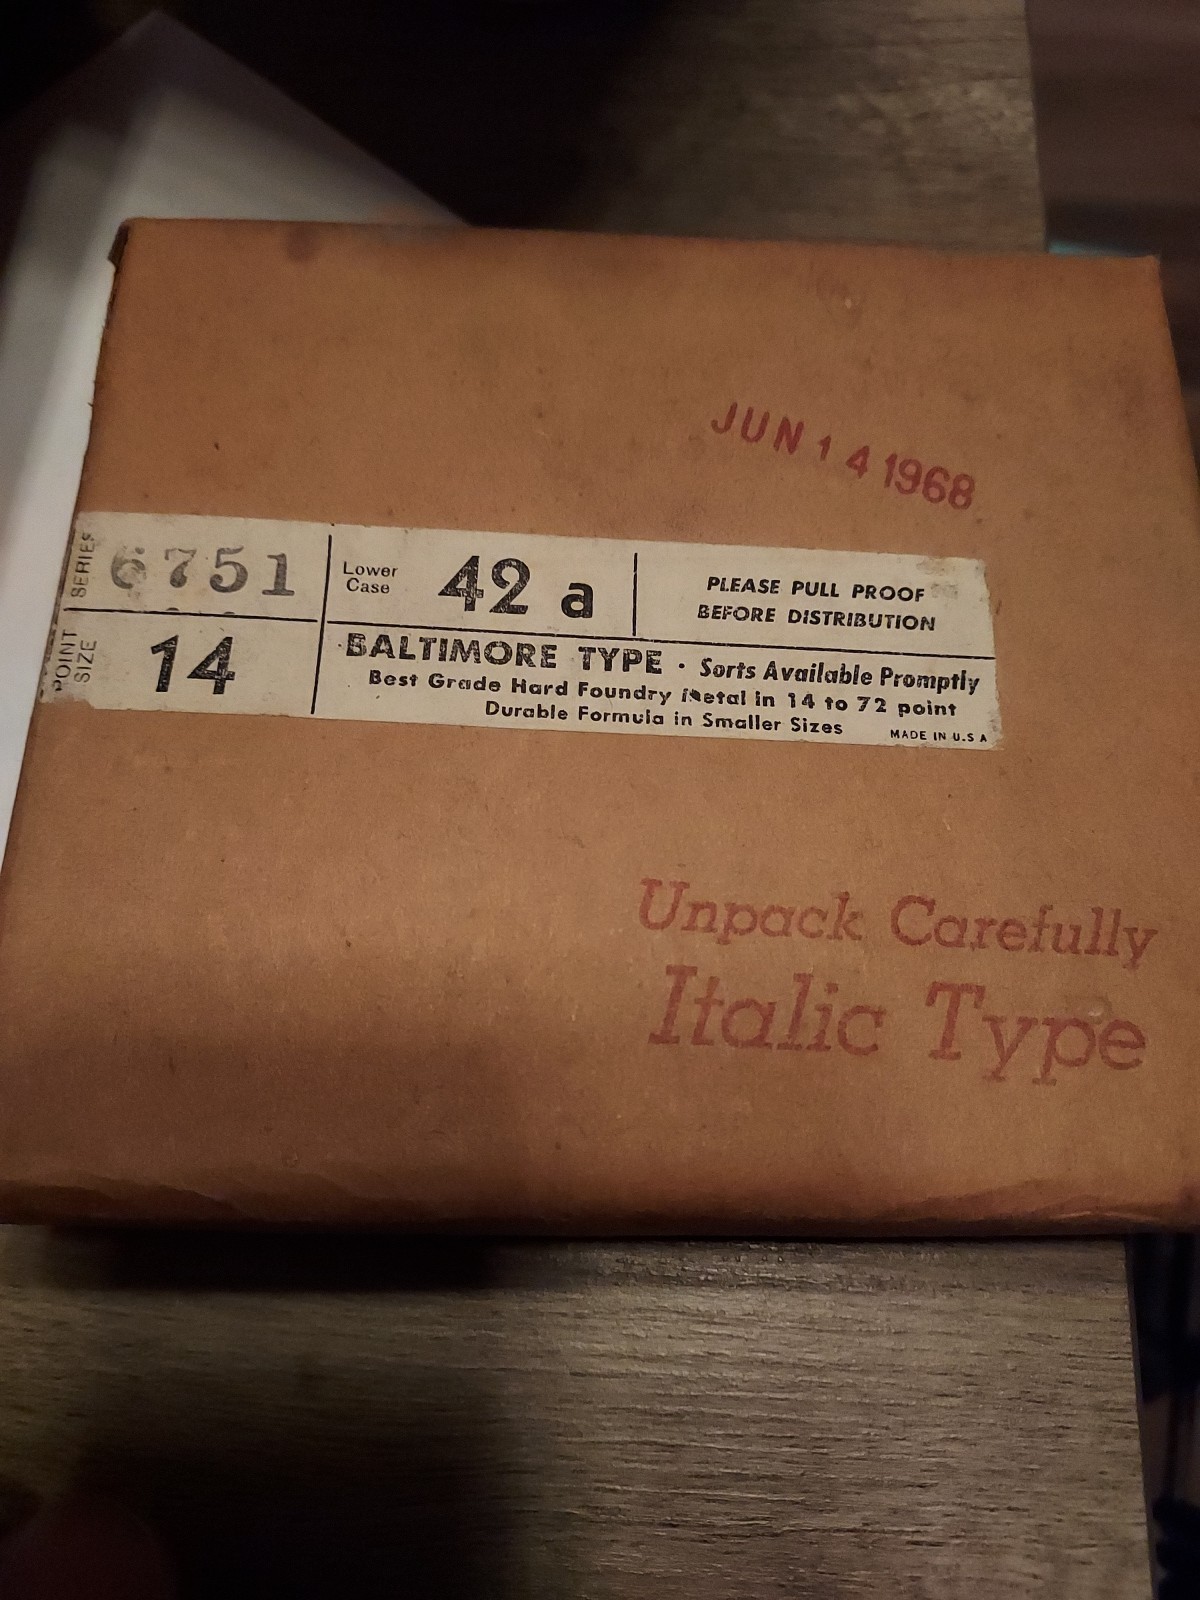 JUN 14 1968
SERIES 6751
Lower Case 42 a
PLEASE PULL PROOF
BEFORE DISTRIBUTION
POINT SIZE 14
BALTIMORE TYPE · Sorts Available Promptly
Best Grade Hard Foundry Metal in 14 to 72 point
Durable Formula in Smaller Sizes
MADE IN U.S A
Unpack Carefully
Italic Type